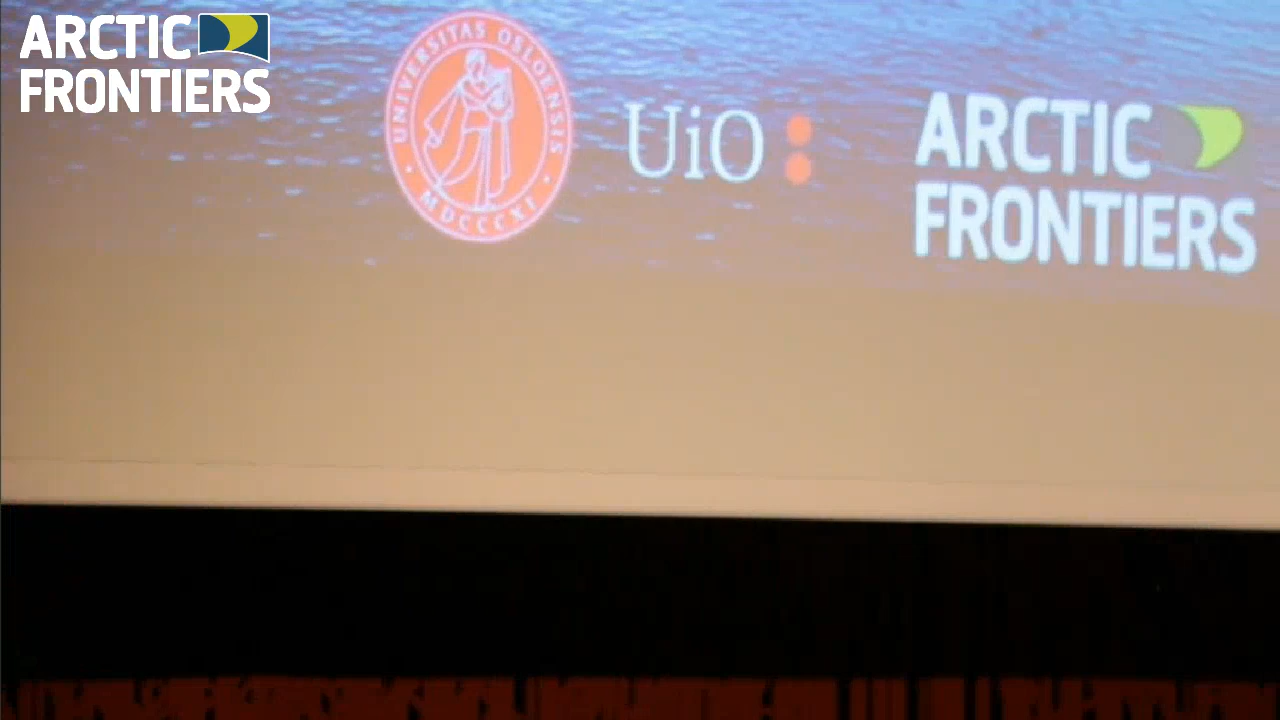 ARCTIC
FRONTIERS
UNIVERSITAS OSLOENSIS
MDCCCXI
UiO:
ARCTIC
FRONTIERS